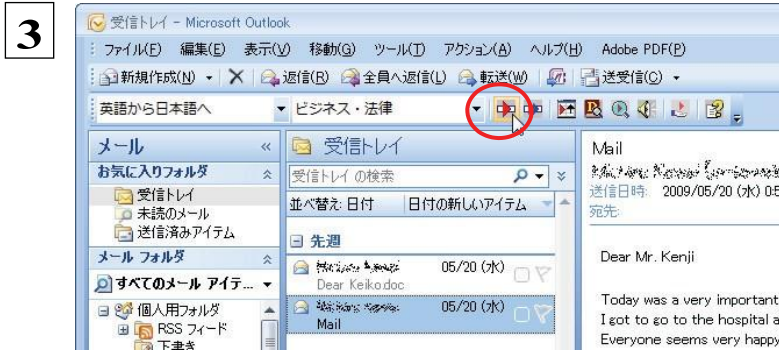 3
受信トレイ - Microsoft Outlook
ファイル(F) 編集(E) 表示(V) 移動(G) ツール(T) アクション(A) ヘルプ(H) Adobe PDF(P)
新規作成(N) 返信(R) 全員へ返信(L) 転送(W) 送受信(C)
英語から日本語へ ビジネス・法律
メール «
お気に入りフォルダ
受信トレイ
未読のメール
送信済みアイテム
メール フォルダ
すべてのメール アイテ...
個人用フォルダ
RSS フィード
下書き
受信トレイ
受信トレイ の検索
並べ替え: 日付 日付の新しいアイテム
先週
05/20 (水)
Dear Keiko.doc
05/20 (水)
Mail
Mail
送信日時: 2009/05/20 (水) 0:5
宛先:
Dear Mr. Kenji
Today was a very important
I got to go to the hospital a
Everyone seems very happy